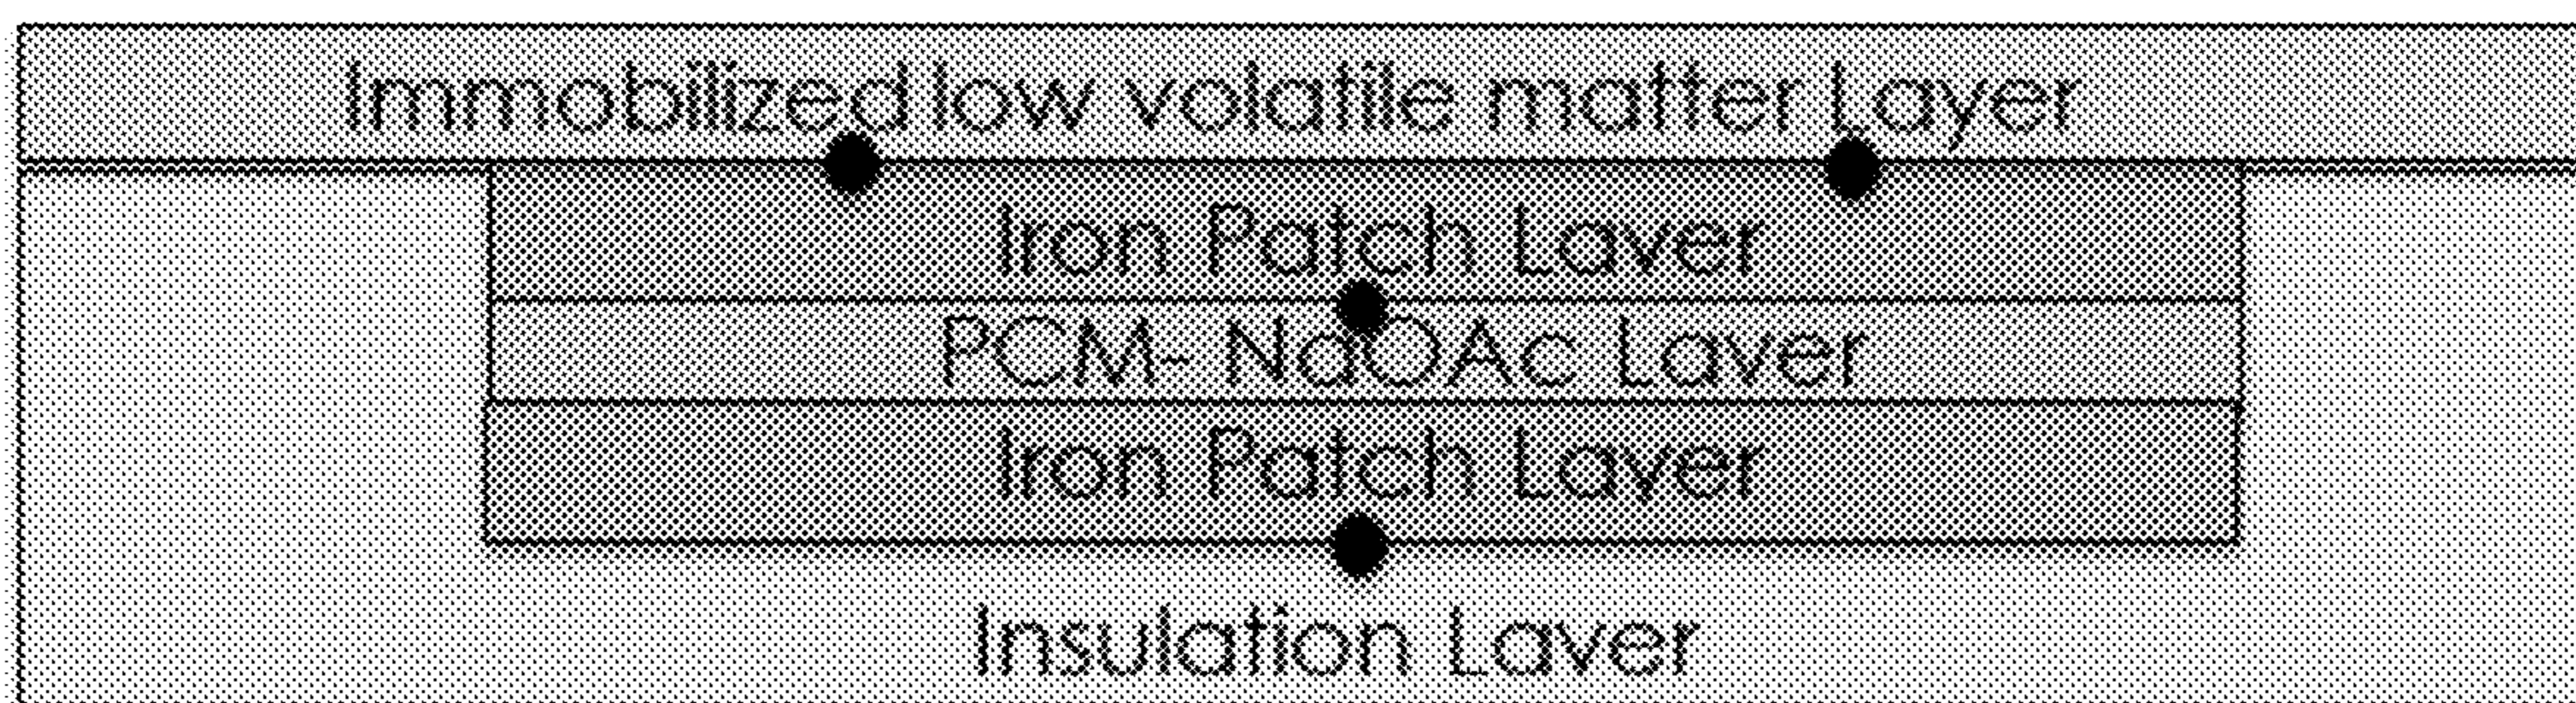 Immobilized low volatile matter Layer
Iron Patch Layer
PCM- NaOAc Layer
Iron Patch Layer
Insulation Layer